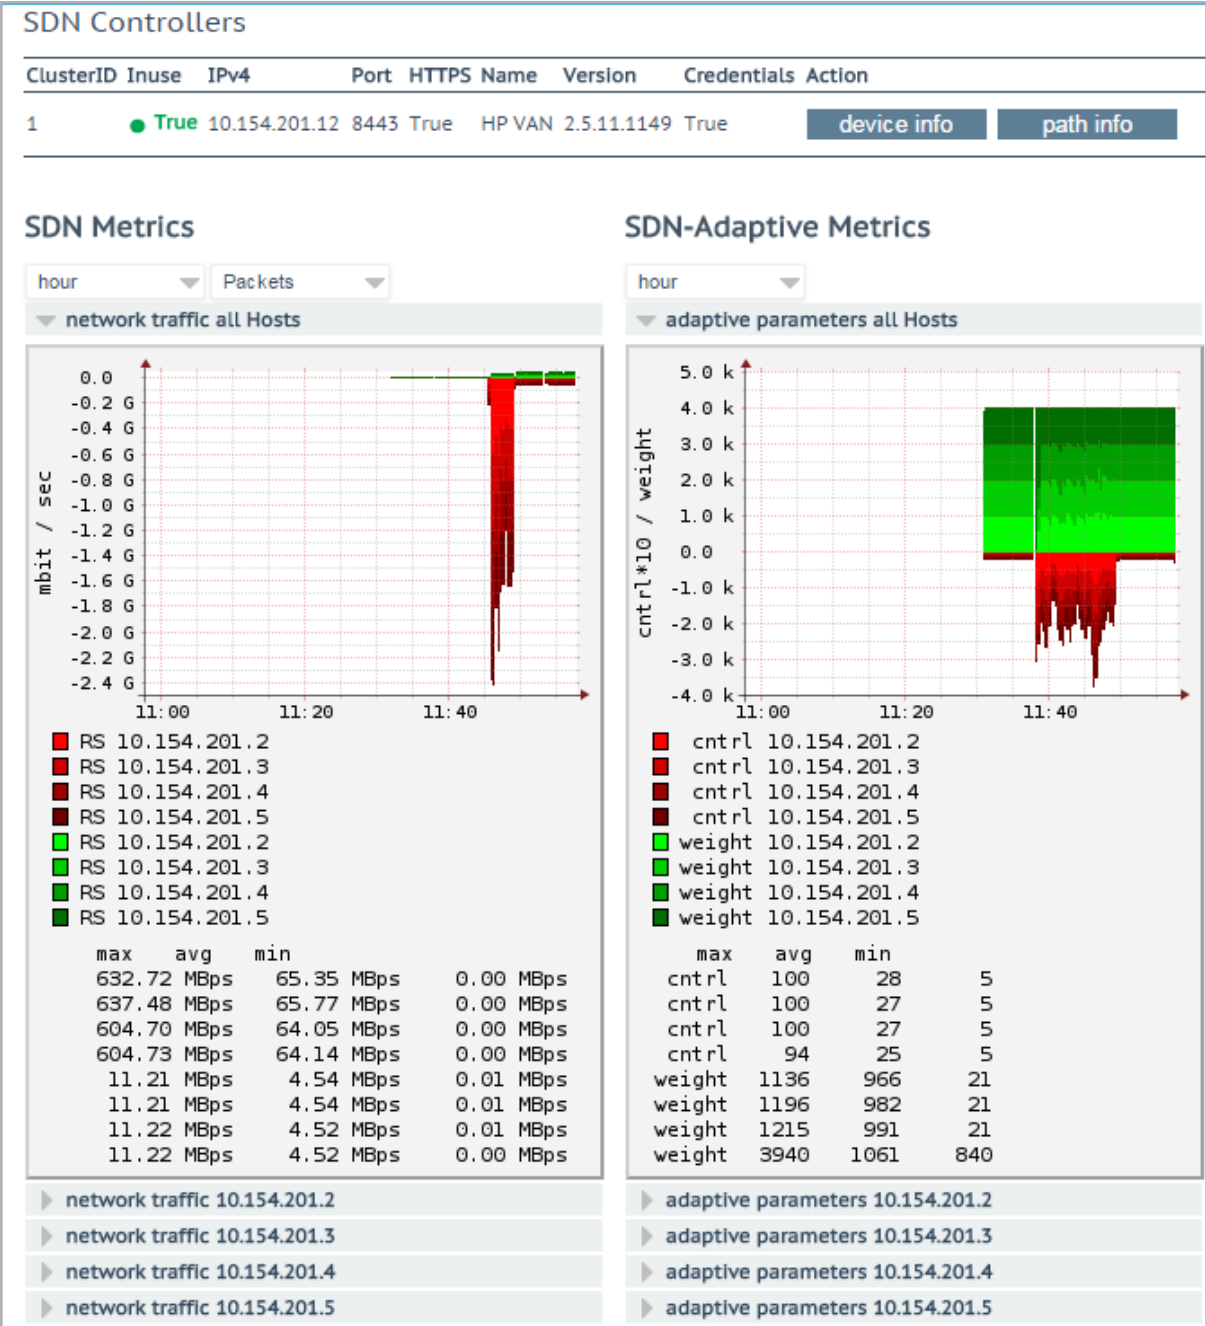 SDN Controllers
ClusterID Inuse IPv4 Port HTTPS Name Version Credentials Action
1 True 10.154.201.12 8443 True HP VAN 2.5.11.1149 True device info path info
SDN Metrics
hour Packets
network traffic all Hosts
mbit / sec
0.0
-0.2 G
-0.4 G
-0.6 G
-0.8 G
-1.0 G
-1.2 G
-1.4 G
-1.6 G
-1.8 G
-2.0 G
-2.2 G
-2.4 G
11:00 11:20 11:40
RS 10.154.201.2
RS 10.154.201.3
RS 10.154.201.4
RS 10.154.201.5
RS 10.154.201.2
RS 10.154.201.3
RS 10.154.201.4
RS 10.154.201.5
max avg min
632.72 MBps 65.35 MBps 0.00 MBps
637.48 MBps 65.77 MBps 0.00 MBps
604.70 MBps 64.05 MBps 0.00 MBps
604.73 MBps 64.14 MBps 0.00 MBps
11.21 MBps 4.54 MBps 0.01 MBps
11.21 MBps 4.54 MBps 0.01 MBps
11.22 MBps 4.52 MBps 0.01 MBps
11.22 MBps 4.52 MBps 0.00 MBps
network traffic 10.154.201.2
network traffic 10.154.201.3
network traffic 10.154.201.4
network traffic 10.154.201.5
SDN-Adaptive Metrics
hour
adaptive parameters all Hosts
cntrl*10 / weight
5.0 k
4.0 k
3.0 k
2.0 k
1.0 k
0.0
-1.0 k
-2.0 k
-3.0 k
-4.0 k
11:00 11:20 11:40
cntrl 10.154.201.2
cntrl 10.154.201.3
cntrl 10.154.201.4
cntrl 10.154.201.5
weight 10.154.201.2
weight 10.154.201.3
weight 10.154.201.4
weight 10.154.201.5
max avg min
cntrl 100 28 5
cntrl 100 27 5
cntrl 100 27 5
cntrl 94 25 5
weight 1136 966 21
weight 1196 982 21
weight 1215 991 21
weight 3940 1061 840
adaptive parameters 10.154.201.2
adaptive parameters 10.154.201.3
adaptive parameters 10.154.201.4
adaptive parameters 10.154.201.5